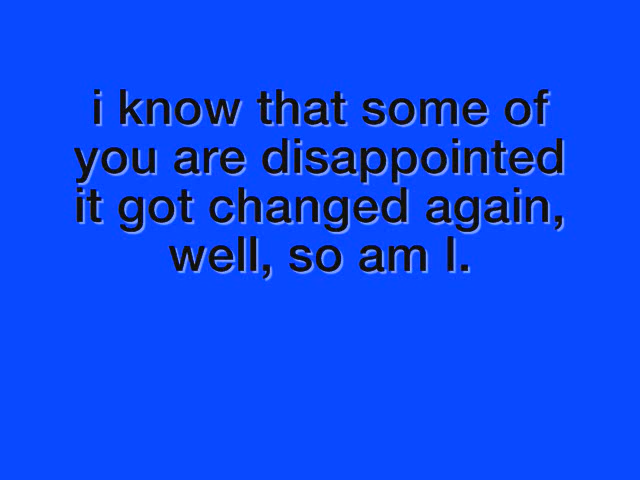 i know that some of
you are disappointed
it got changed again,
well, so am I.